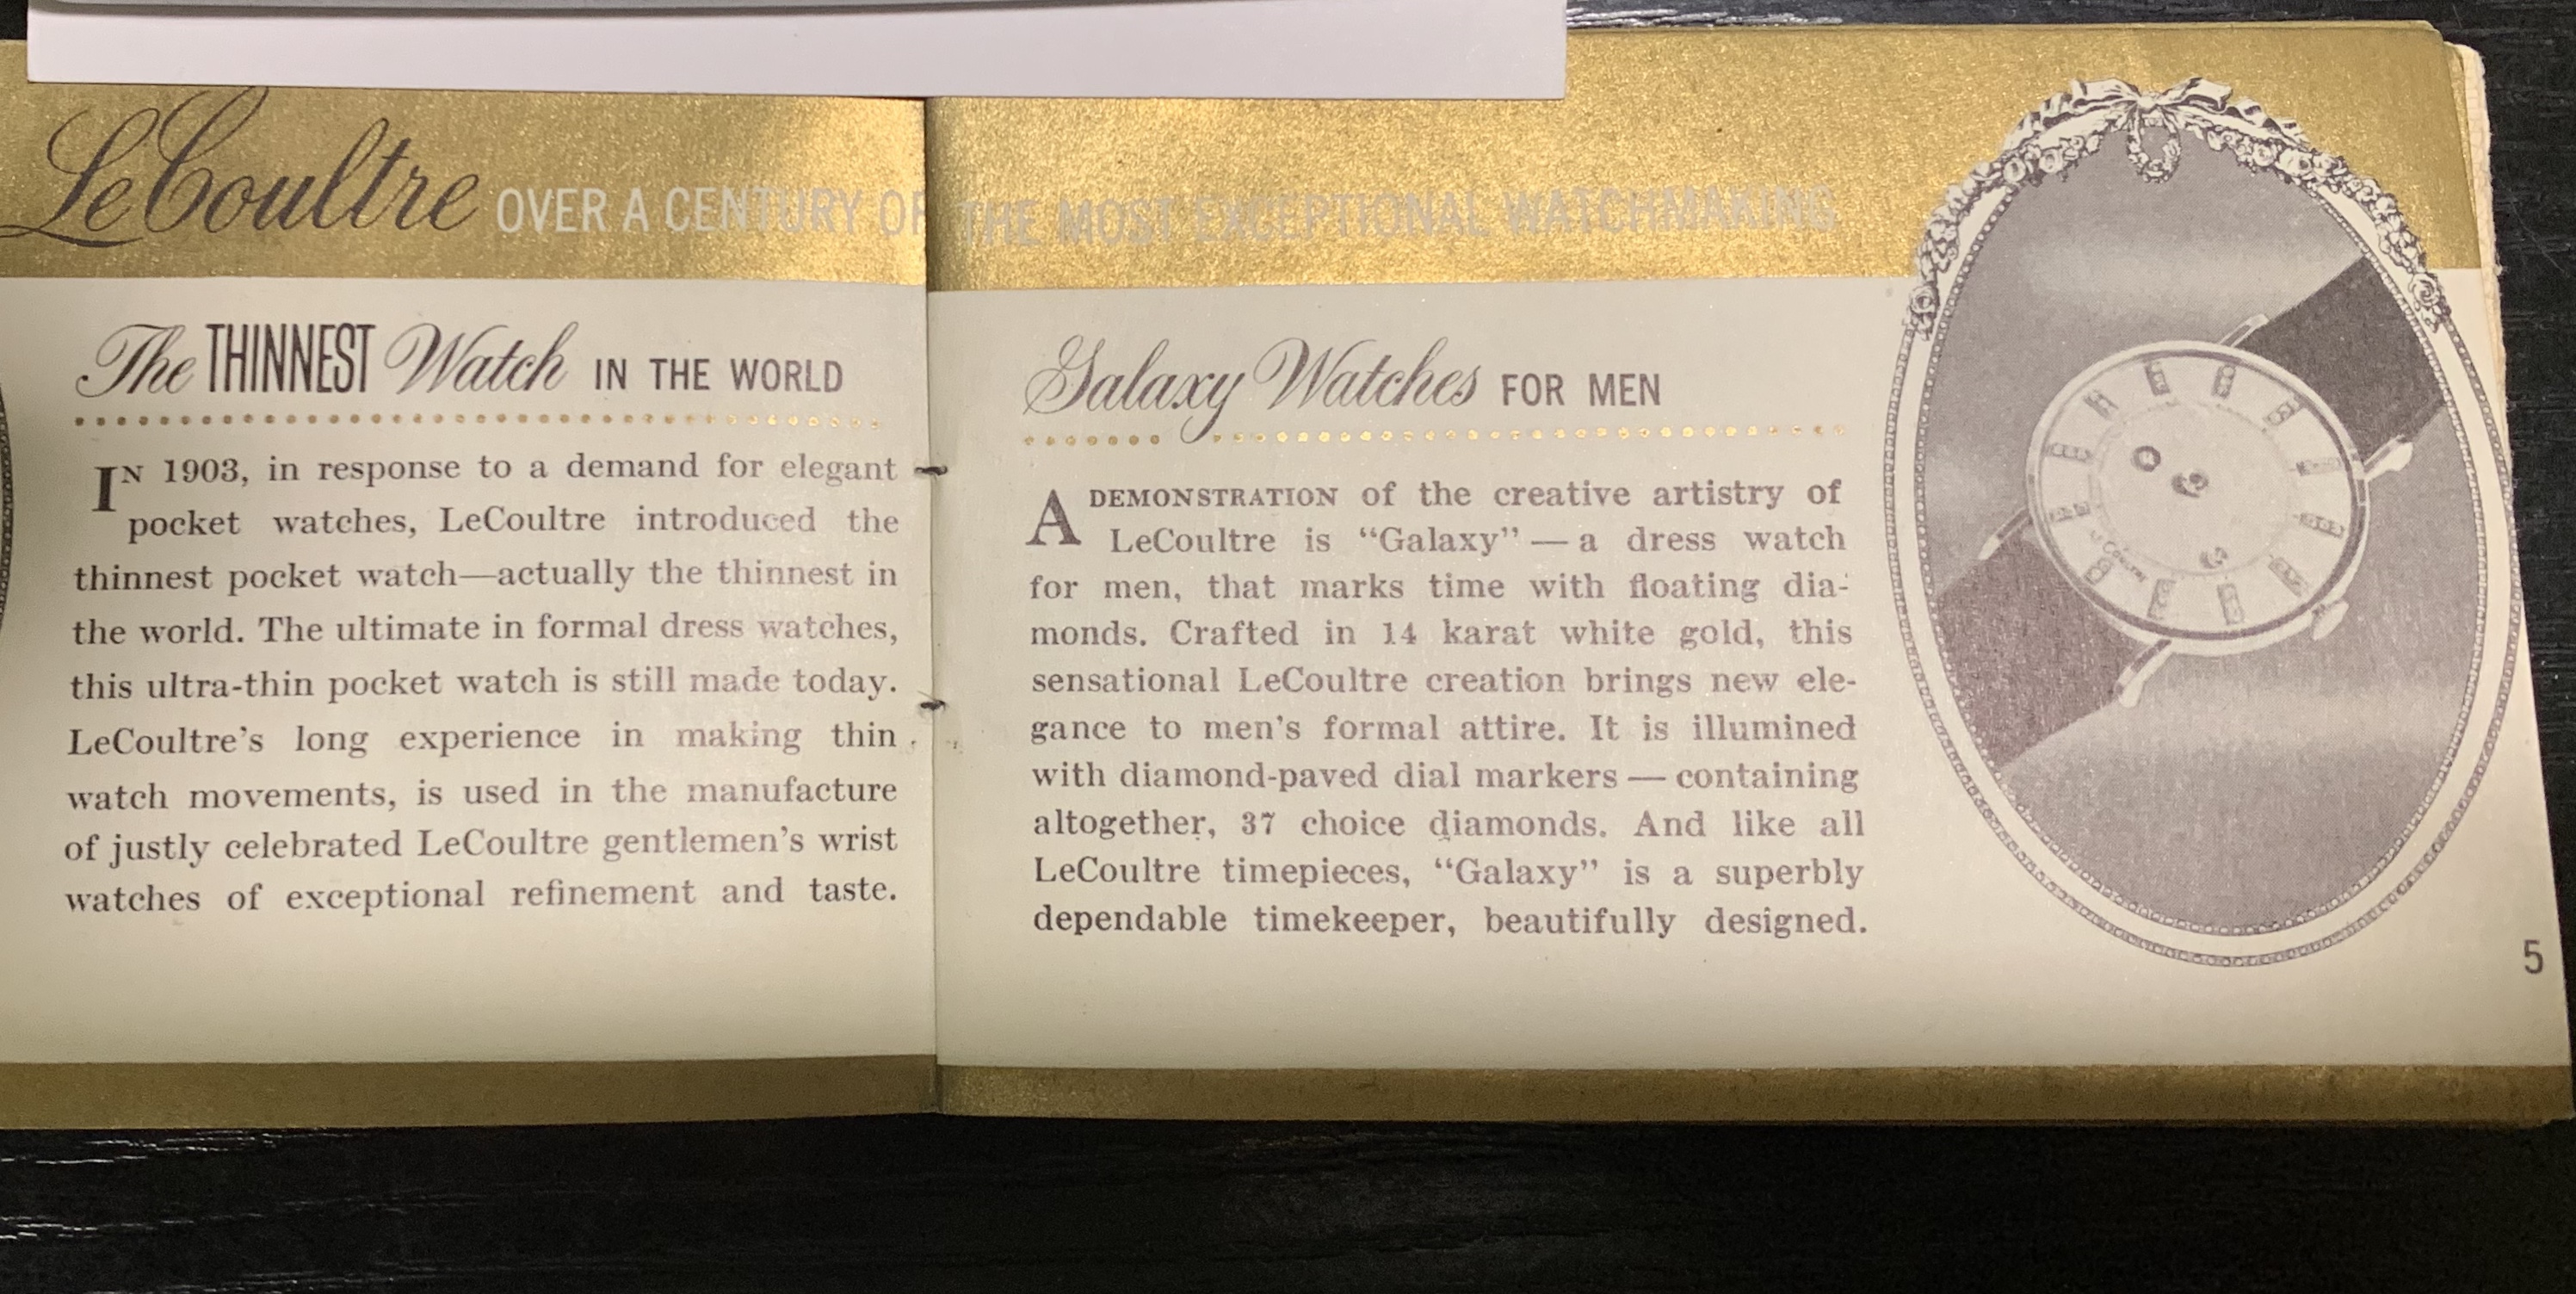 LeCoultre OVER A CENTURY OF THE MOST EXCEPTIONAL WATCHMAKING
The THINNEST Watch IN THE WORLD
IN 1903, in response to a demand for elegant
pocket watches, LeCoultre introduced the
thinnest pocket watch—actually the thinnest in
the world. The ultimate in formal dress watches,
this ultra-thin pocket watch is still made today.
LeCoultre's long experience in making thin
watch movements, is used in the manufacture
of justly celebrated LeCoultre gentlemen's wrist
watches of exceptional refinement and taste.
Galaxy Watches FOR MEN
A DEMONSTRATION of the creative artistry of
LeCoultre is “Galaxy” — a dress watch
for men, that marks time with floating dia-
monds. Crafted in 14 karat white gold, this
sensational LeCoultre creation brings new ele-
gance to men's formal attire. It is illumined
with diamond-paved dial markers — containing
altogether, 37 choice diamonds. And like all
LeCoultre timepieces, “Galaxy” is a superbly
dependable timekeeper, beautifully designed.
LeCoultre
5